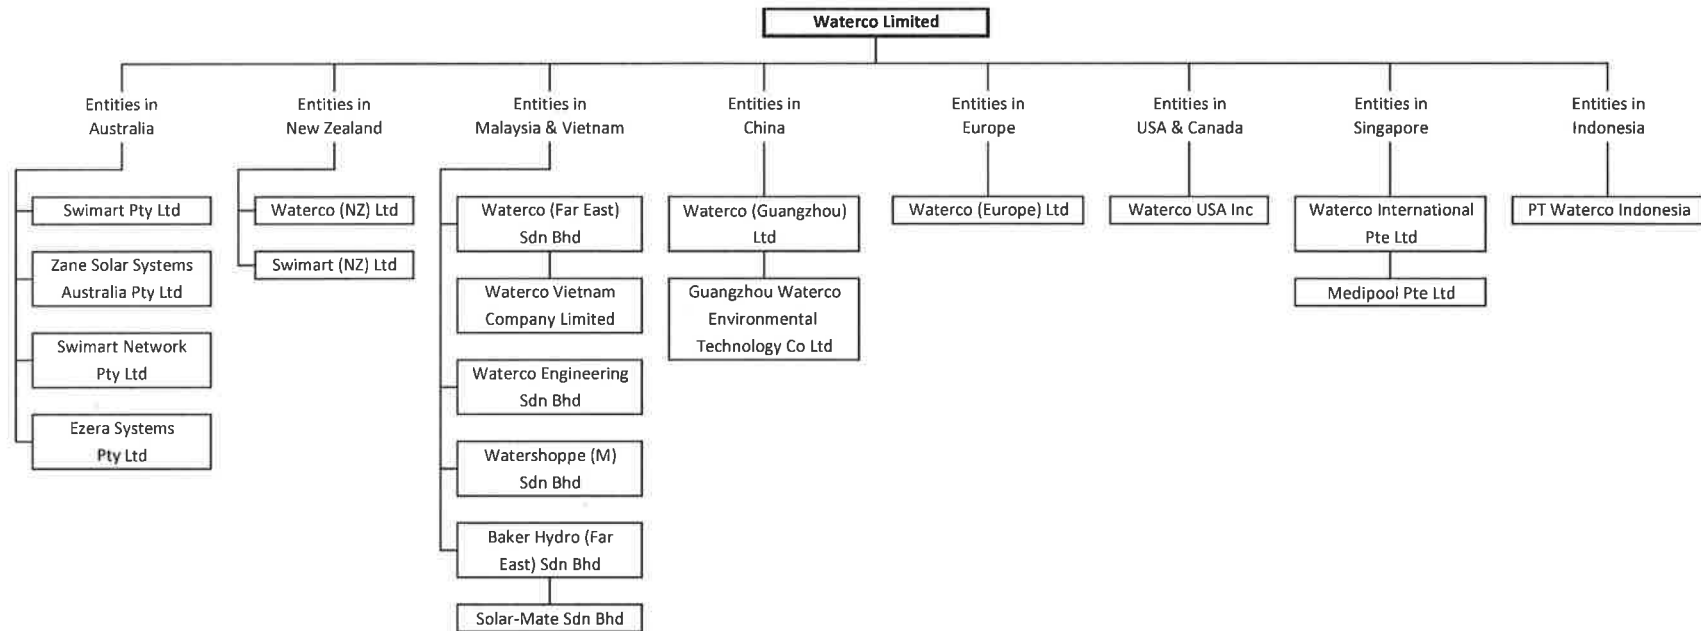 Waterco Limited
Entities in
Australia
Entities in
New Zealand
Entities in
Malaysia & Vietnam
Entities in
China
Entities in
Europe
Entities in
USA & Canada
Entities in
Singapore
Entities in
Indonesia
Swimart Pty Ltd
Zane Solar Systems
Australia Pty Ltd
Swimart Network
Pty Ltd
Ezera Systems
Pty Ltd
Waterco (NZ) Ltd
Swimart (NZ) Ltd
Waterco (Far East)
Sdn Bhd
Waterco Vietnam
Company Limited
Waterco Engineering
Sdn Bhd
Watershoppe (M)
Sdn Bhd
Baker Hydro (Far
East) Sdn Bhd
Solar-Mate Sdn Bhd
Waterco (Guangzhou)
Ltd
Guangzhou Waterco
Environmental
Technology Co Ltd
Waterco (Europe) Ltd
Waterco USA Inc
Waterco International
Pte Ltd
Medipool Pte Ltd
PT Waterco Indonesia